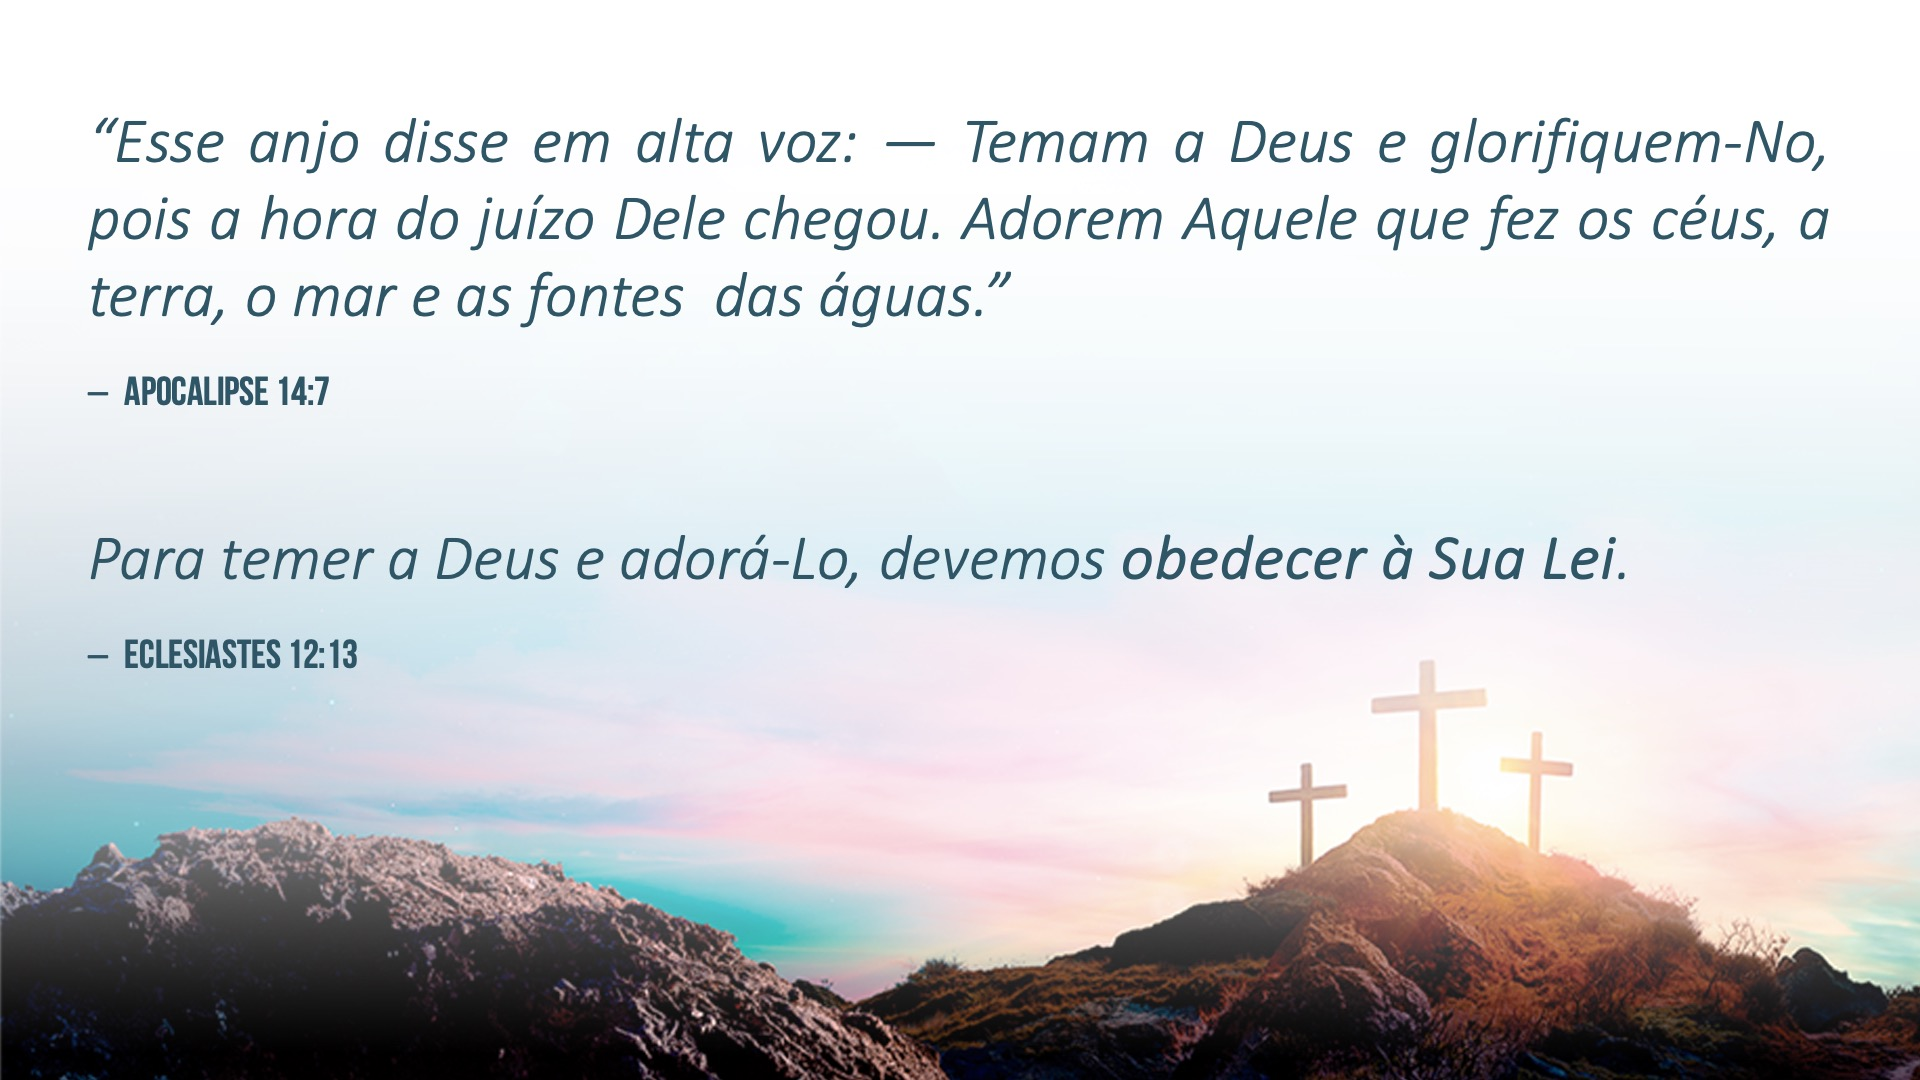 “Esse anjo disse em alta voz: — Temam a Deus e glorifiquem-No,
pois a hora do juízo Dele chegou. Adorem Aquele que fez os céus, a
terra, o mar e as fontes  das águas.”
– APOCALIPSE 14:7
Para temer a Deus e adorá-Lo, devemos obedecer à Sua Lei.
– ECLESIASTES 12:13